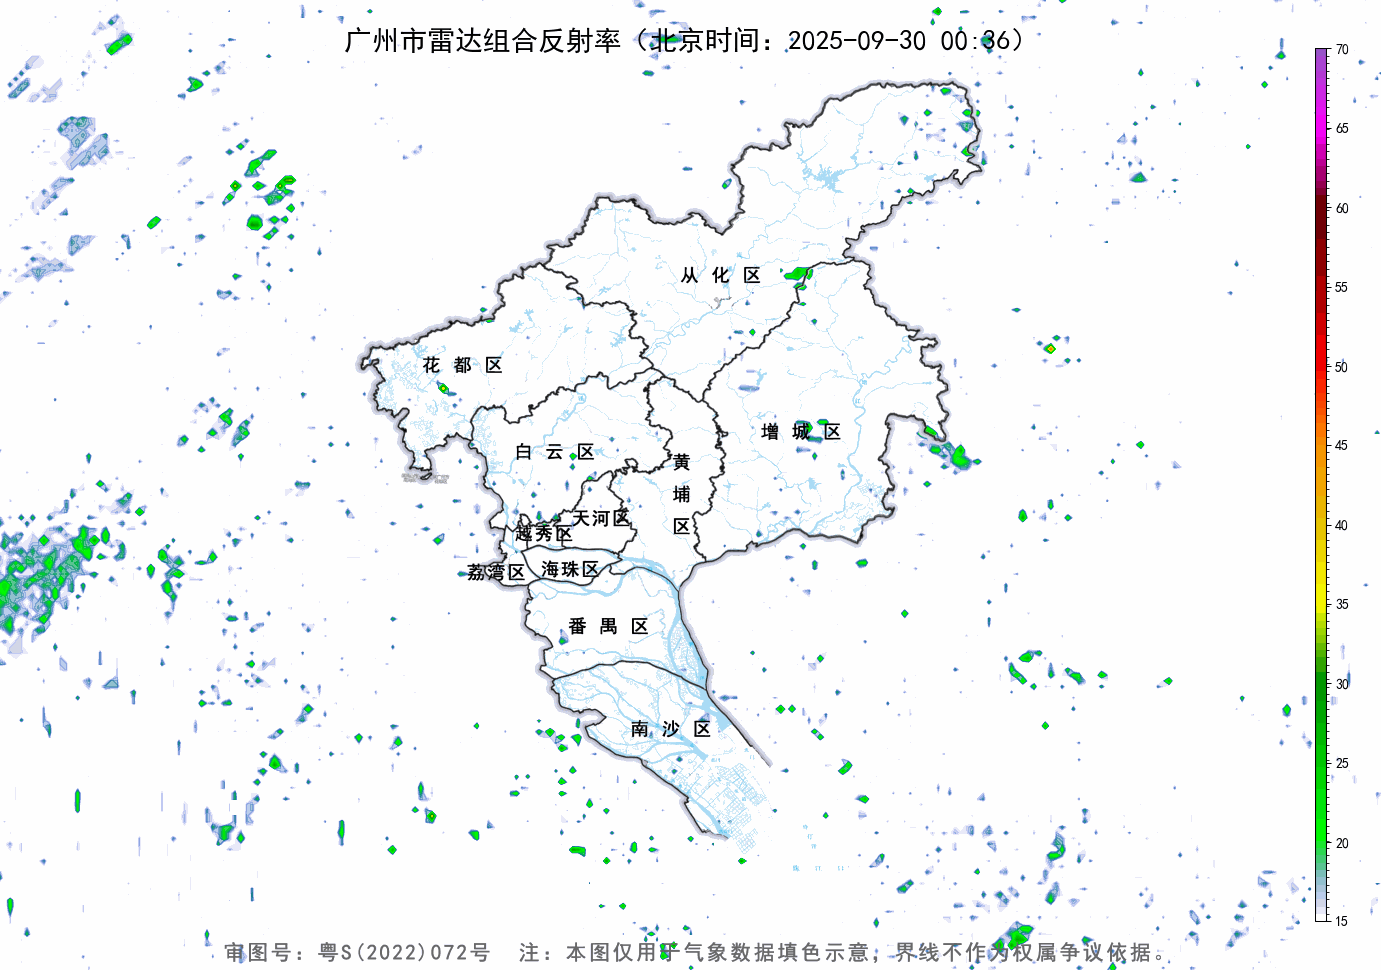 广州市雷达组合反射率（北京时间：2025-09-30 00:36）
70
65
60
55
50
45
40
35
30
25
20
15
从化区
花都区
增城区
白云区
黄埔区
天河区
越秀区
荔湾区
海珠区
番禺区
南沙区
审图号：粤S(2022)072号 注：本图仅用于气象数据填色示意，界线不作为权属争议依据。